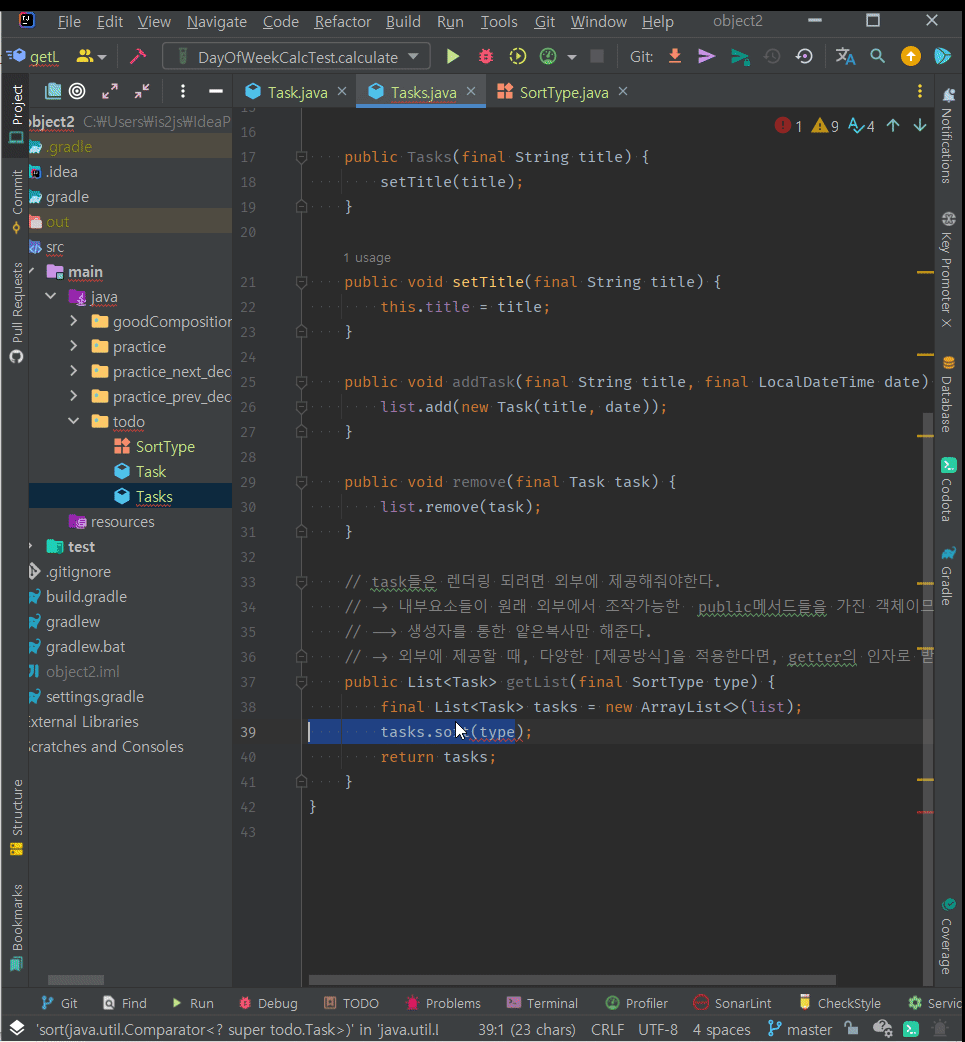 File Edit View Navigate Code Refactor Build Run Tools Git Window Help object2
getL DayOfWeekCalcTest.calculate Git:
Project
Commit
Pull Requests
Structure
Bookmarks
object2 C:₩Users₩is2js₩IdeaP
.gradle
.idea
gradle
out
src
main
java
goodComposition
practice
practice_next_dec
practice_prev_dec
todo
SortType
Task
Tasks
resources
test
.gitignore
build.gradle
gradlew
gradlew.bat
object2.iml
settings.gradle
External Libraries
Scratches and Consoles
Task.java Tasks.java SortType.java
1 9 4
15
16
17 public Tasks(final String title) {
18 setTitle(title);
19 }
20
1 usage
21 public void setTitle(final String title) {
22 this.title = title;
23 }
24
25 public void addTask(final String title, final LocalDateTime date)
26 list.add(new Task(title, date));
27 }
28
29 public void remove(final Task task) {
30 list.remove(task);
31 }
32
33 // task들은 렌더링 되려면 외부에 제공해줘야한다.
34 // -> 내부요소들이 원래 외부에서 조작가능한 public메서드들을 가진 객체이므
35 // --> 생성자를 통한 얕은복사만 해준다.
36 // -> 외부에 제공할 때, 다양한 [제공방식]을 적용한다면, getter의 인자로 받
37 public List<Task> getList(final SortType type) {
38 final List<Task> tasks = new ArrayList<>(list);
39 tasks.sort(type);
40 return tasks;
41 }
42 }
43
Notifications
Key Promoter X
Database
Codota
Gradle
Coverage
Git Find Run Debug TODO Problems Terminal Profiler SonarLint CheckStyle Servic
'sort(java.util.Comparator<? super todo.Task>)' in 'java.util.l 39:1 (23 chars) CRLF UTF-8 4 spaces master